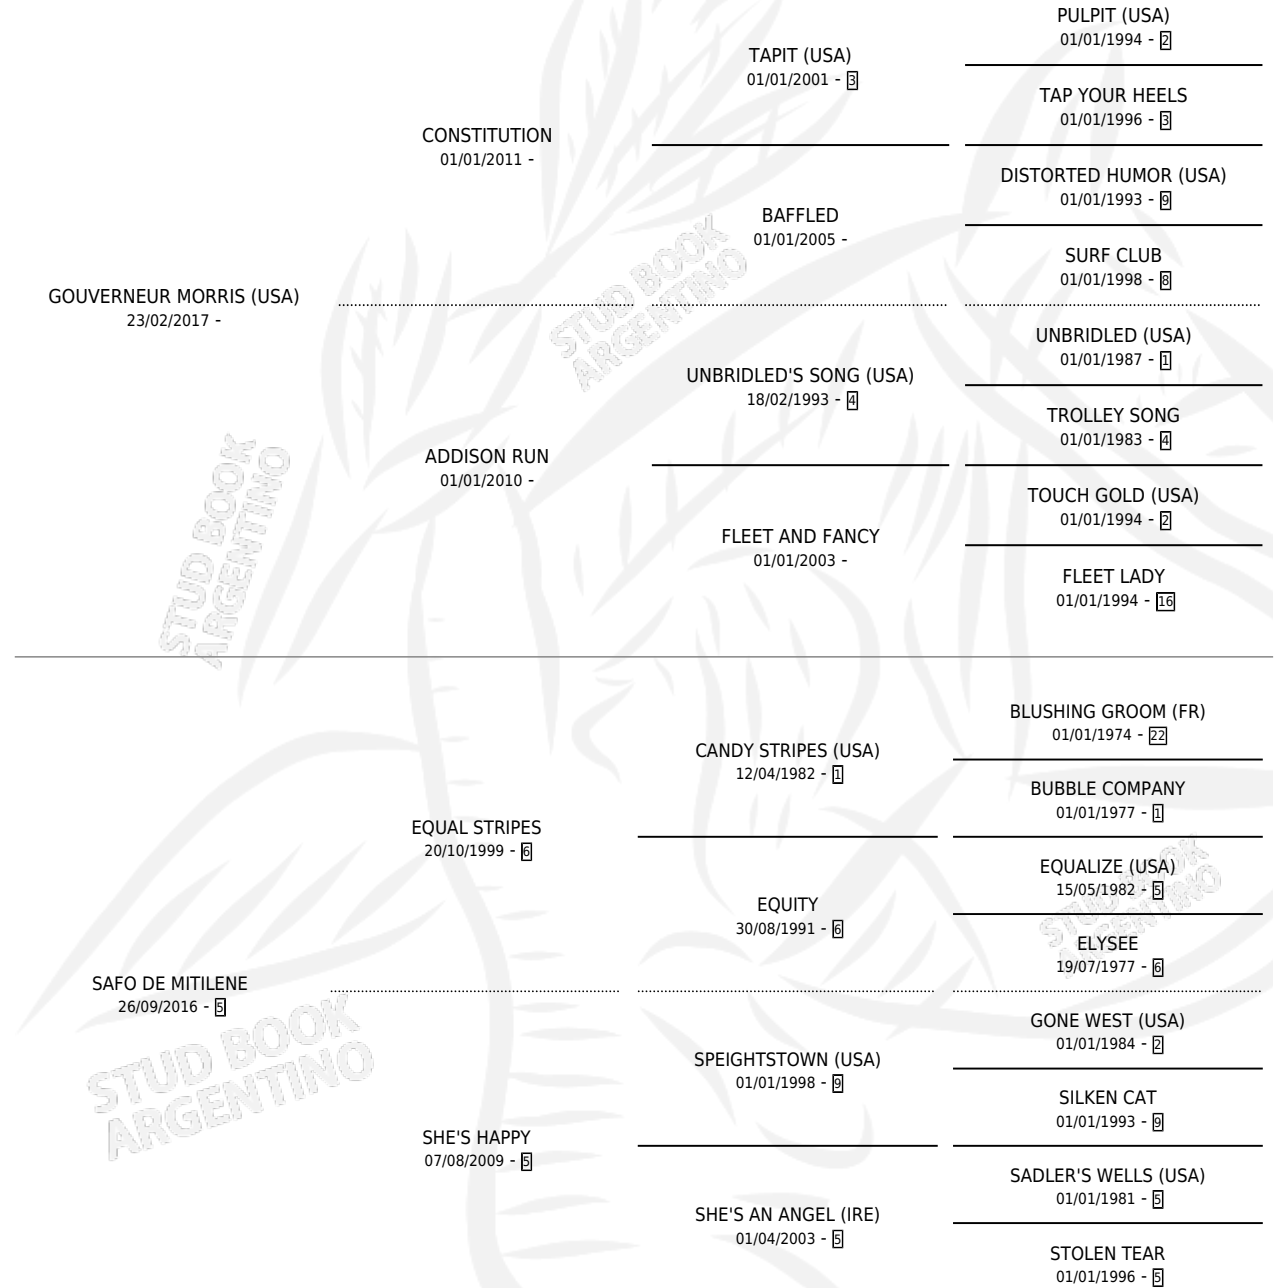 PULPIT (USA)
01/01/1994 - 2
TAPIT (USA)
01/01/2001 - 3
TAP YOUR HEELS
01/01/1996 - 3
CONSTITUTION
01/01/2011 -
DISTORTED HUMOR (USA)
01/01/1993 - 9
BAFFLED
01/01/2005 -
SURF CLUB
01/01/1998 - 8
GOUVERNEUR MORRIS (USA)
23/02/2017 -
UNBRIDLED (USA)
01/01/1987 - 1
UNBRIDLED'S SONG (USA)
18/02/1993 - 4
TROLLEY SONG
01/01/1983 - 4
ADDISON RUN
01/01/2010 -
TOUCH GOLD (USA)
01/01/1994 - 2
FLEET AND FANCY
01/01/2003 -
FLEET LADY
01/01/1994 - 16
BLUSHING GROOM (FR)
01/01/1974 - 22
CANDY STRIPES (USA)
12/04/1982 - 1
BUBBLE COMPANY
01/01/1977 - 1
EQUAL STRIPES
20/10/1999 - 6
EQUALIZE (USA)
15/05/1982 - 5
EQUITY
30/08/1991 - 6
ELYSEE
19/07/1977 - 6
SAFO DE MITILENE
26/09/2016 - 5
GONE WEST (USA)
01/01/1984 - 2
SPEIGHTSTOWN (USA)
01/01/1998 - 9
SILKEN CAT
01/01/1993 - 9
SHE'S HAPPY
07/08/2009 - 5
SADLER'S WELLS (USA)
01/01/1981 - 5
SHE'S AN ANGEL (IRE)
01/04/2003 - 5
STOLEN TEAR
01/01/1996 - 5
STUD BOOK
ARGENTINO
STUD BOOK
ARGENTINO
STUD BOOK
ARGENTINO
STUD BOOK
ARGENTINO